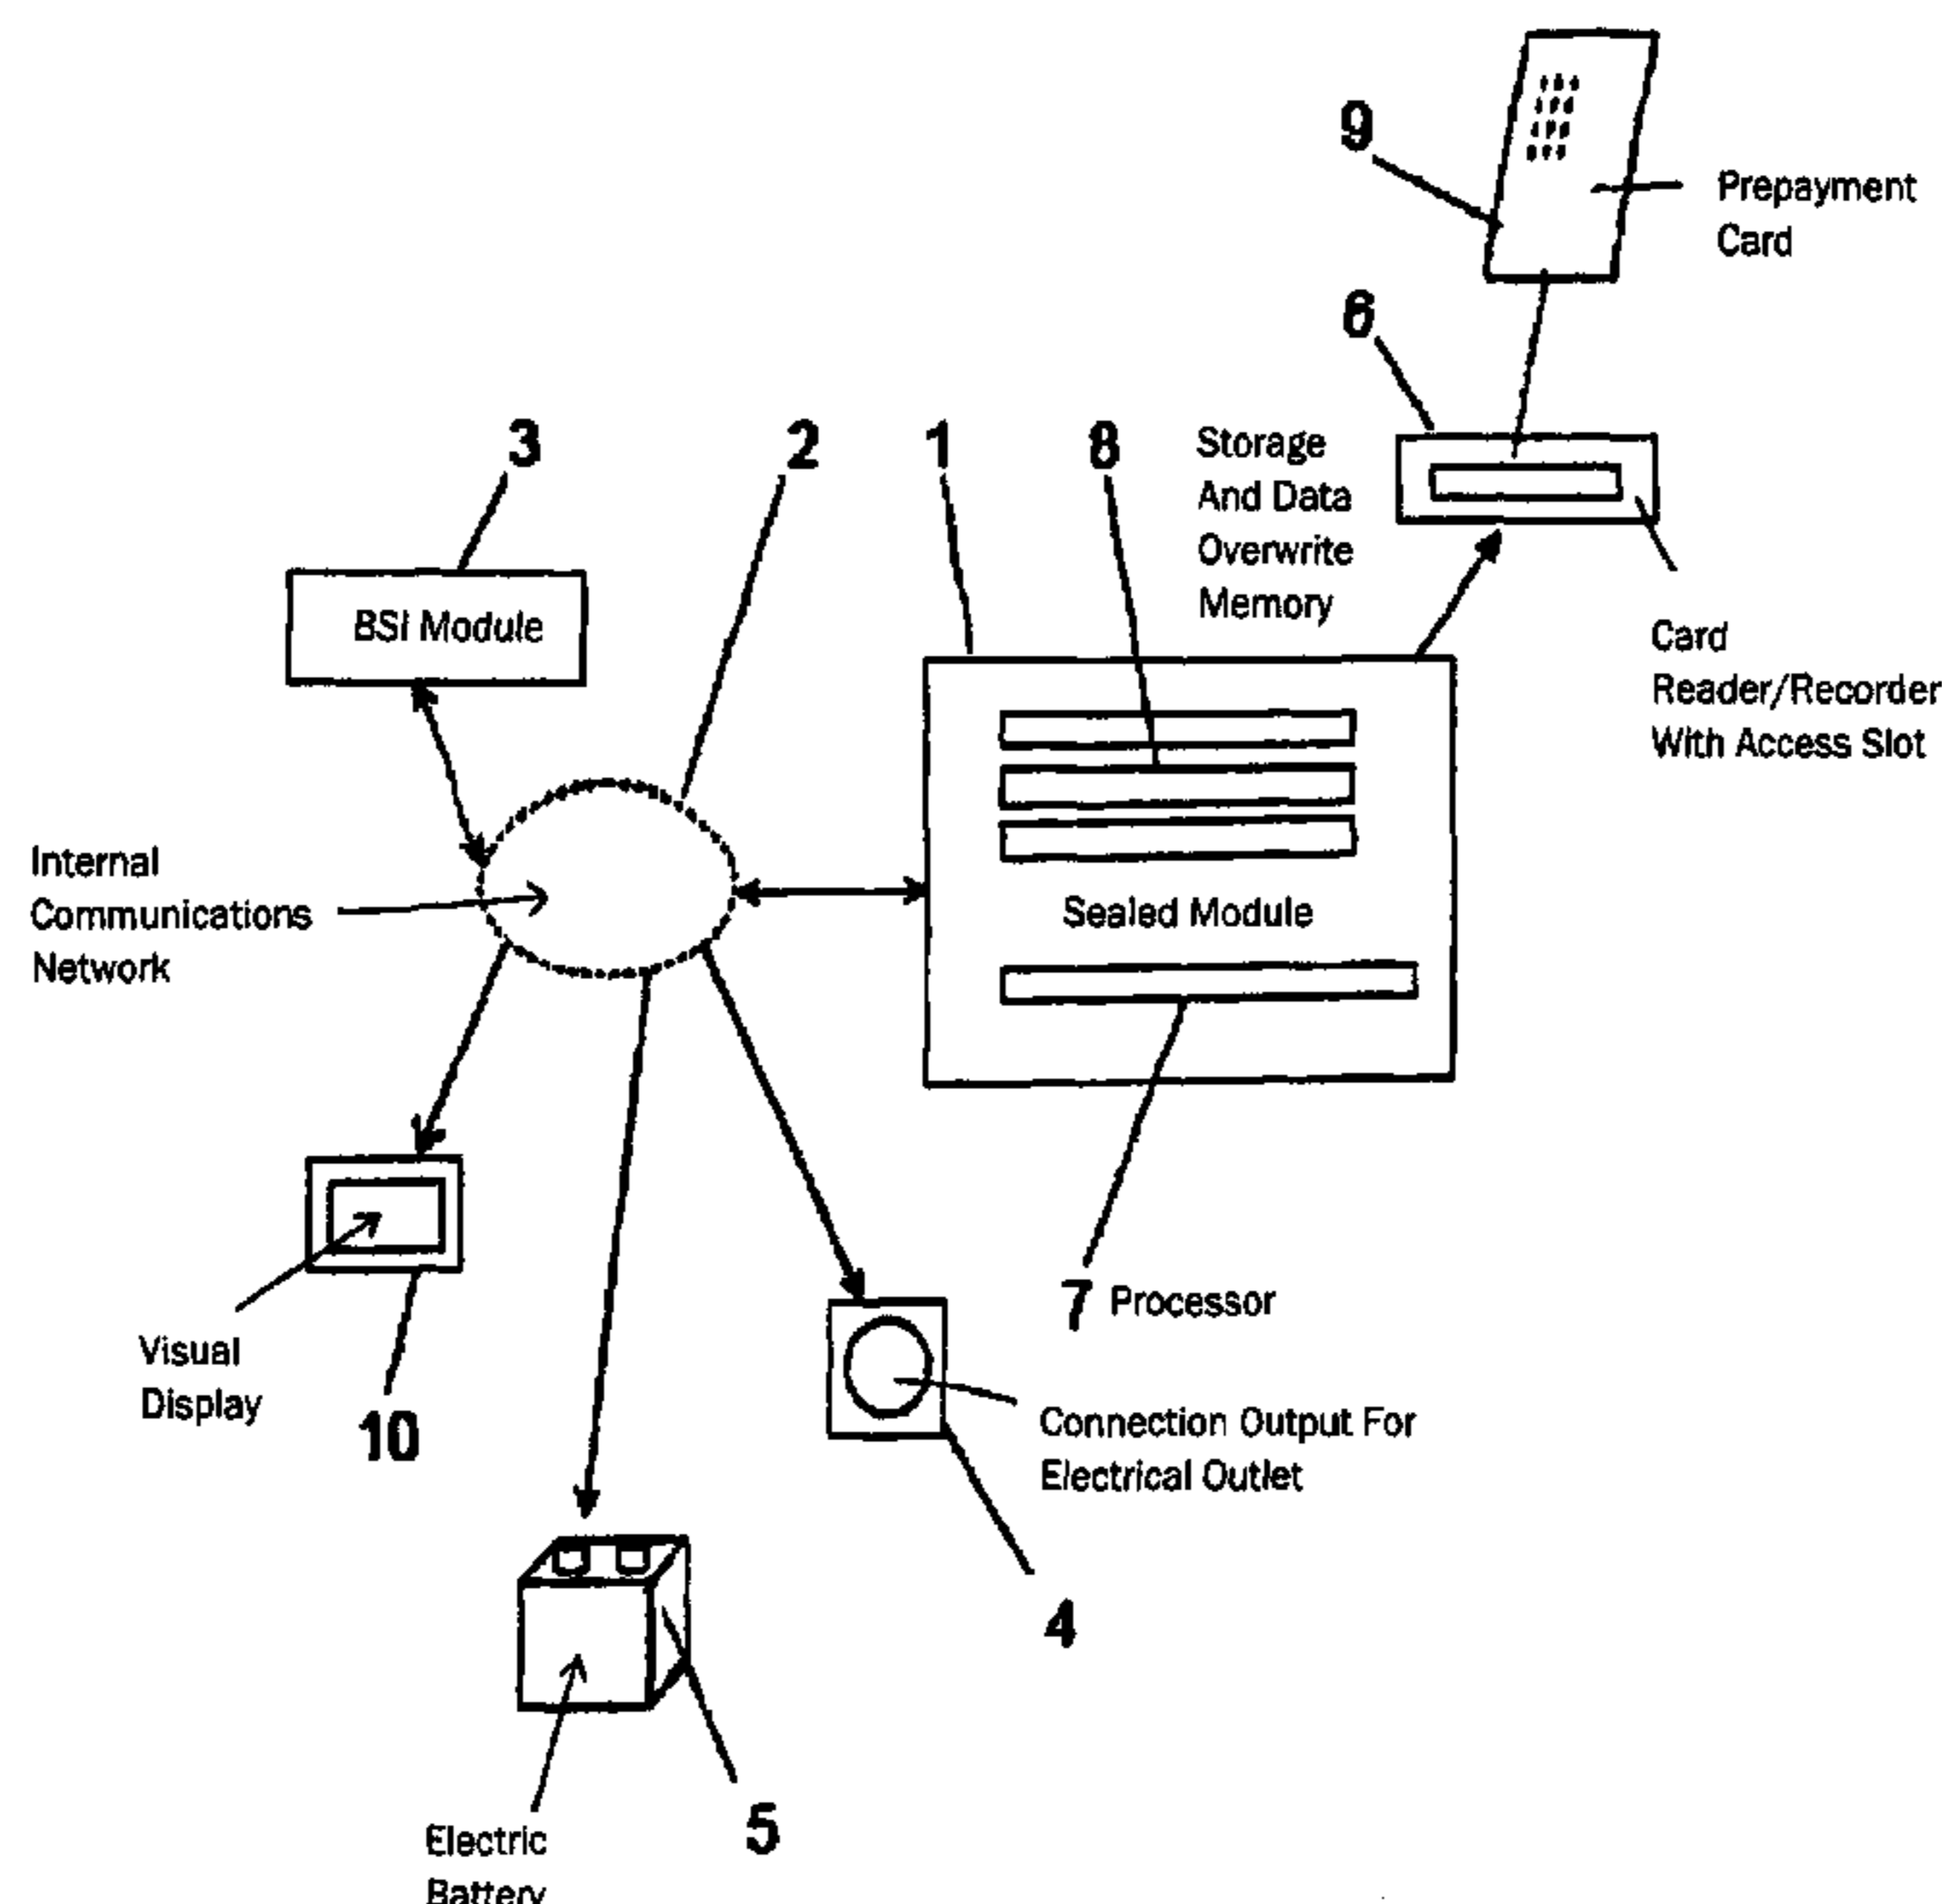 9
Prepayment
Card
6
3
2
1
8
Storage
And Data
Overwrite
Memory
BSI Module
Card
Reader/Recorder
With Access Slot
Internal
Communications
Network
Sealed Module
Visual
Display
10
7 Processor
Connection Output For
Electrical Outlet
4
5
Electric
Battery